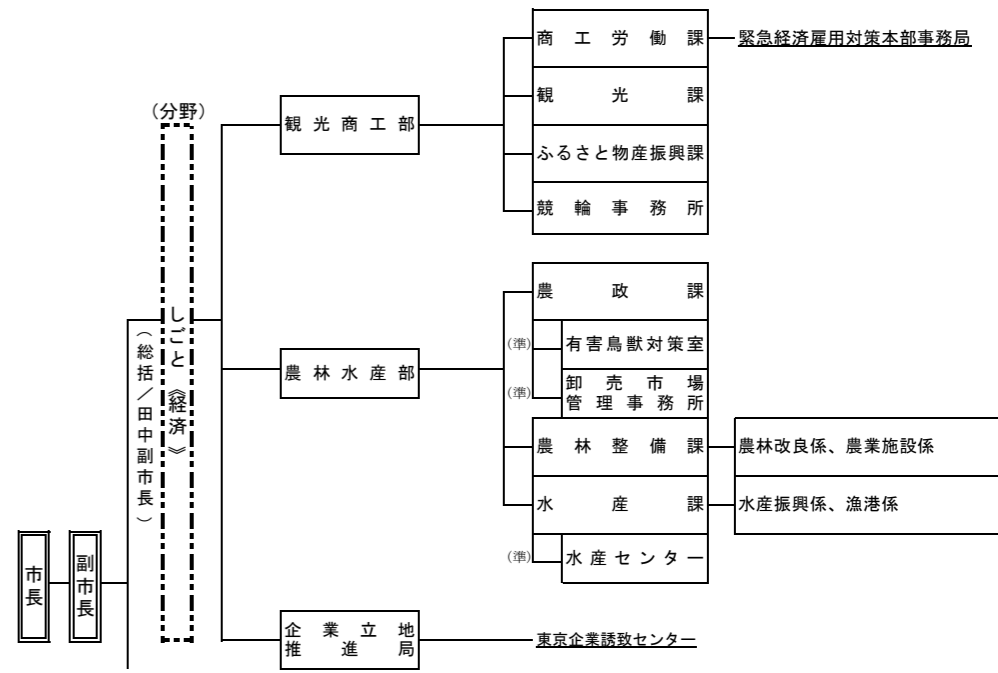 商工労働課
緊急経済雇用対策本部事務局
観光課
ふるさと物産振興課
競輪事務所
観光商工部
（分野）
しごと《経済》
（総括／田中副市長）
市長
副市長
農林水産部
農政課
（準）
有害鳥獣対策室
（準）
卸売市場
管理事務所
農林整備課
農林改良係、農業施設係
水産課
水産振興係、漁港係
（準）
水産センター
企業立地
推進局
東京企業誘致センター